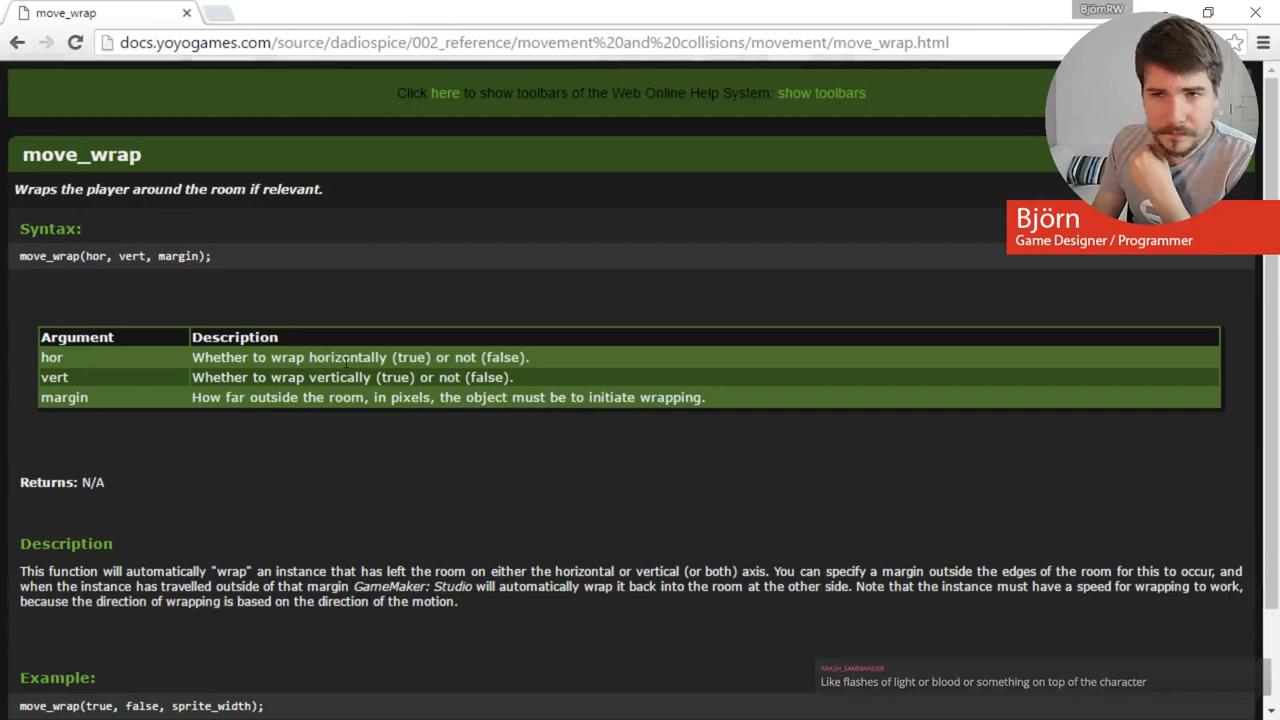 move_wrap
BjörnRW
docs.yoyogames.com/source/dadiospice/002_reference/movement%20and%20collisions/movement/move_wrap.html
Click here to show toolbars of the Web Online Help System: show toolbars
move_wrap
Wraps the player around the room if relevant.
Björn
Game Designer / Programmer
Syntax:
move_wrap(hor, vert, margin);
Argument Description
hor Whether to wrap horizontally (true) or not (false).
vert Whether to wrap vertically (true) or not (false).
margin How far outside the room, in pixels, the object must be to initiate wrapping.
Returns: N/A
Description
This function will automatically "wrap" an instance that has left the room on either the horizontal or vertical (or both) axis. You can specify a margin outside the edges of the room for this to occur, and
when the instance has travelled outside of that margin GameMaker: Studio will automatically wrap it back into the room at the other side. Note that the instance must have a speed for wrapping to work,
because the direction of wrapping is based on the direction of the motion.
Example:
ARASH_SAMMANDER
Like flashes of light or blood or something on top of the character
move_wrap(true, false, sprite_width);